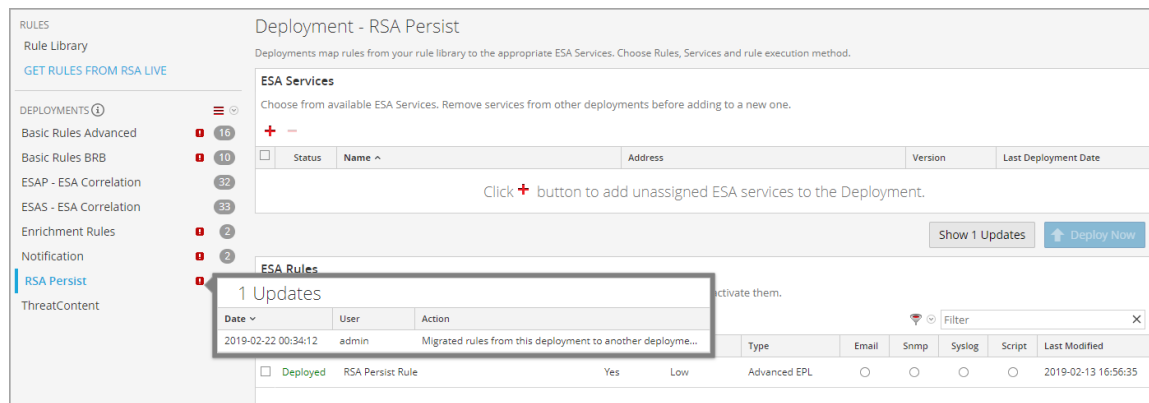 RULES
Rule Library
GET RULES FROM RSA LIVE
DEPLOYMENTS
Basic Rules Advanced 16
Basic Rules BRB 10
ESAP - ESA Correlation 32
ESAS - ESA Correlation 33
Enrichment Rules 2
Notification 2
RSA Persist
ThreatContent
Deployment - RSA Persist
Deployments map rules from your rule library to the appropriate ESA Services. Choose Rules, Services and rule execution method.
ESA Services
Choose from available ESA Services. Remove services from other deployments before adding to a new one.
Status Name Address Version Last Deployment Date
Click + button to add unassigned ESA services to the Deployment.
Show 1 Updates Deploy Now
ESA Rules
activate them.
1 Updates
Date User Action
2019-02-22 00:34:12 admin Migrated rules from this deployment to another deployme...
Filter
Type Email Snmp Syslog Script Last Modified
Deployed RSA Persist Rule Yes Low Advanced EPL 2019-02-13 16:56:35